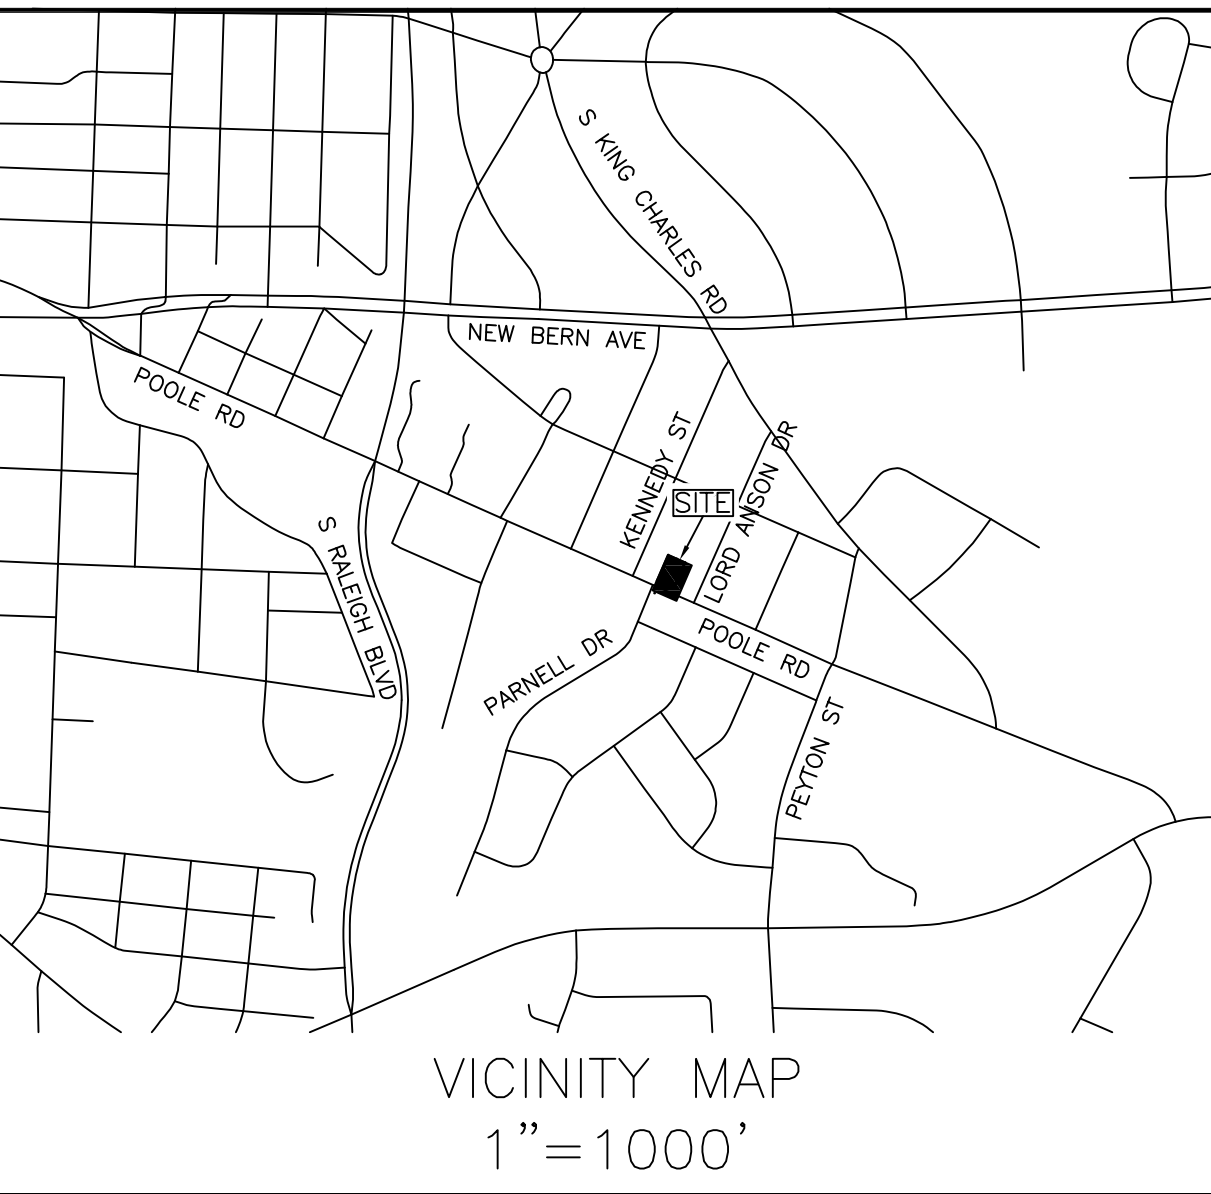 S KING CHARLES RD
NEW BERN AVE
POOLE RD
KENNEDY ST
LORD ANSON DR
SITE
S RALEIGH BLVD
PARNELL DR
POOLE RD
PEYTON ST
VICINITY MAP
1"=1000'